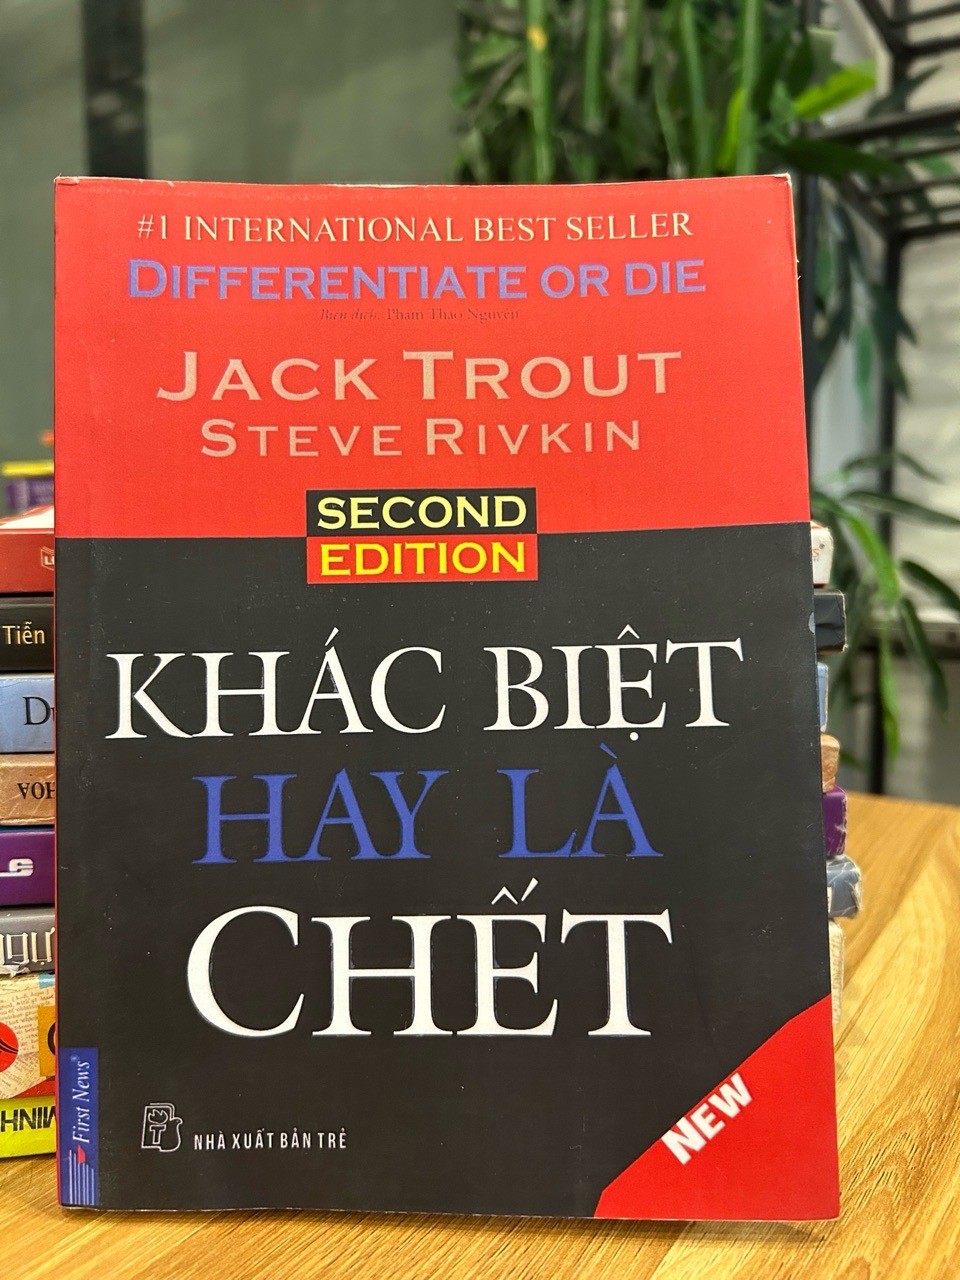 #1 INTERNATIONAL BEST SELLER
DIFFERENTIATE OR DIE
Biên dịch: Phạm Thảo Nguyên
JACK TROUT
STEVE RIVKIN
SECOND
EDITION
KHÁC BIỆT
HAY LÀ
CHẾT
NEW
First News®
NHÀ XUẤT BẢN TRẺ
Tiến